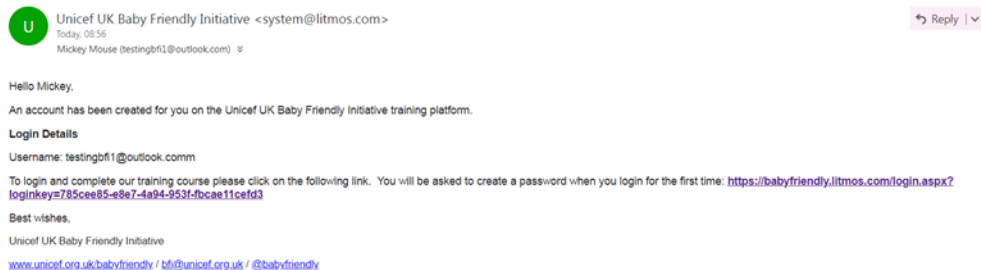 U
Unicef UK Baby Friendly Initiative <system@litmos.com>
Reply
Today, 08:56
Mickey Mouse (testingbfi1@outlook.com)
Hello Mickey,
An account has been created for you on the Unicef UK Baby Friendly Initiative training platform.
Login Details
Username: testingbfi1@outlook.comm
To login and complete our training course please click on the following link. You will be asked to create a password when you login for the first time: https://babyfriendly.litmos.com/login.aspx?
loginkey=785cee85-e8e7-4a94-953f-fbcae11cefd3
Best wishes,
Unicef UK Baby Friendly Initiative
www.unicef.org.uk/babyfriendly / bfi@unicef.org.uk / @babyfriendly